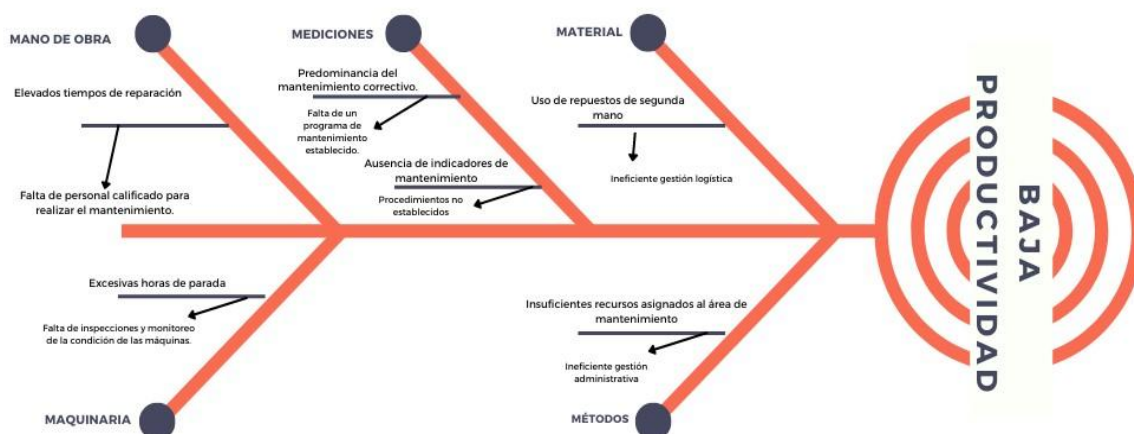 MANO DE OBRA
Elevados tiempos de reparación
Falta de personal calificado para
realizar el mantenimiento.
MEDICIONES
Predominancia del
mantenimiento correctivo.
Falta de un
programa de
mantenimiento
establecido.
Ausencia de indicadores de
mantenimiento
Procedimientos no
establecidos
MATERIAL
Uso de repuestos de segunda
mano
Ineficiente gestión logística
Excesivas horas de parada
Falta de inspecciones y monitoreo
de la condición de las máquinas.
MAQUINARIA
Insuficientes recursos asignados al área de
mantenimiento
Ineficiente gestión
administrativa
MÉTODOS
BAJA
PRODUCTIVIDAD